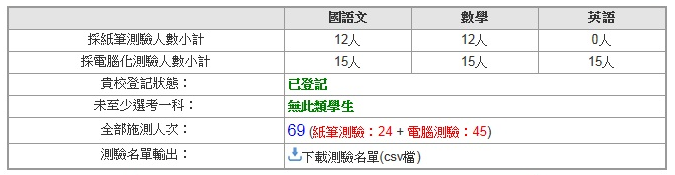 國語文 數學 英語
採紙筆測驗人數小計 12人 12人 0人
採電腦化測驗人數小計 15人 15人 15人
貴校登記狀態： 已登記
未至少選考一科： 無此類學生
全部施測人次： 69 (紙筆測驗：24 + 電腦測驗：45)
測驗名單輸出： 下載測驗名單(csv檔)